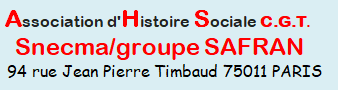 Association d'Histoire Sociale C.G.T.
Snecma/groupe SAFRAN
94 rue Jean Pierre Timbaud 75011 PARIS